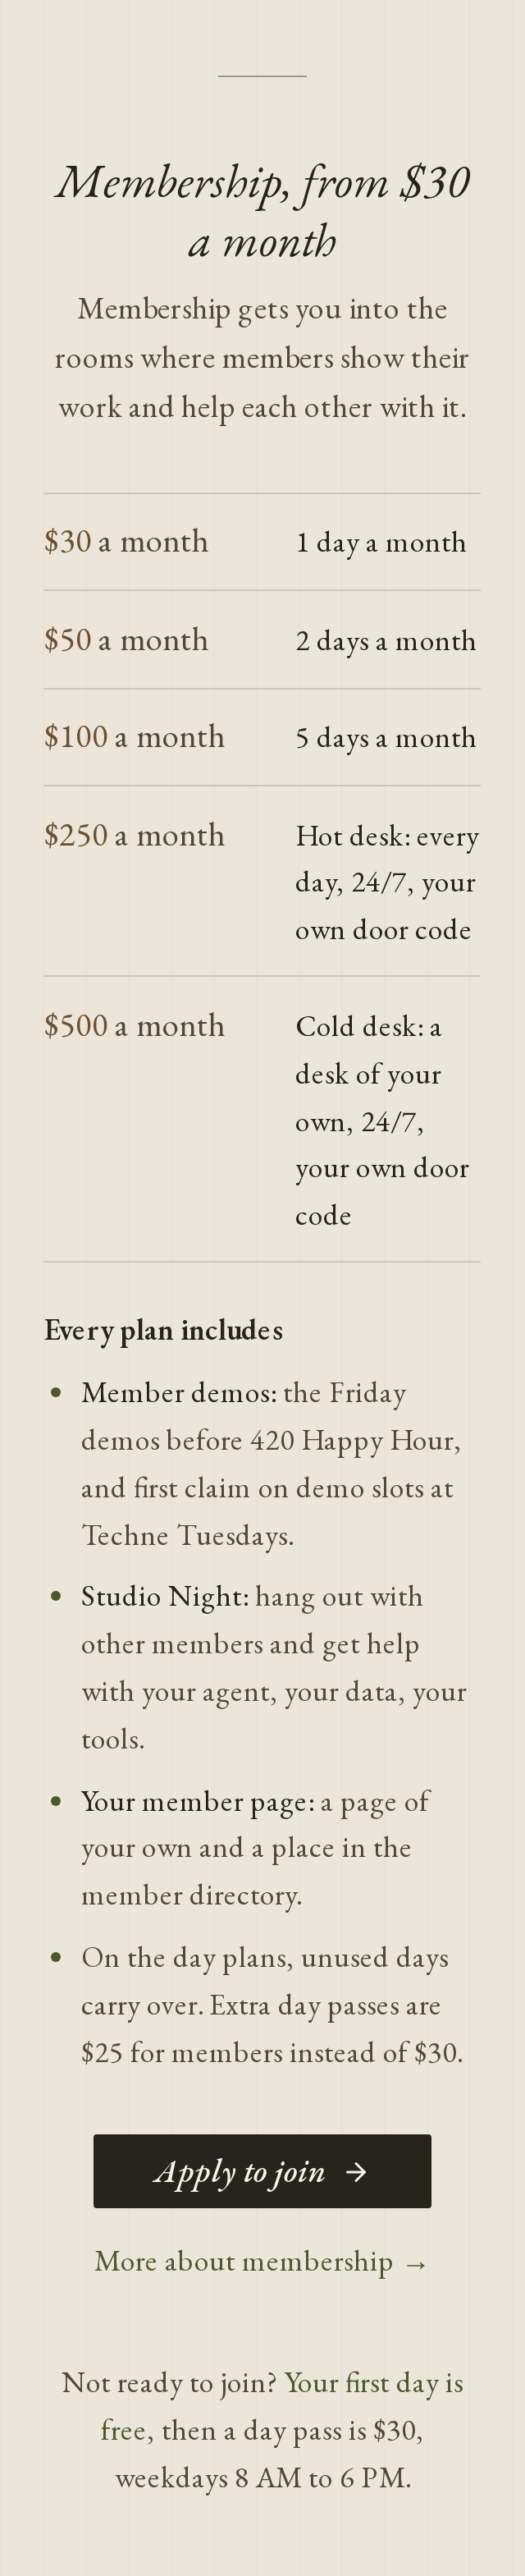 Membership, from $30
a month
Membership gets you into the
rooms where members show their
work and help each other with it.
$30 a month 1 day a month
$50 a month 2 days a month
$100 a month 5 days a month
$250 a month Hot desk: every
day, 24/7, your
own door code
$500 a month Cold desk: a
desk of your
own, 24/7,
your own door
code
Every plan includes
• Member demos: the Friday
demos before 420 Happy Hour,
and first claim on demo slots at
Techne Tuesdays.
• Studio Night: hang out with
other members and get help
with your agent, your data, your
tools.
• Your member page: a page of
your own and a place in the
member directory.
• On the day plans, unused days
carry over. Extra day passes are
$25 for members instead of $30.
Apply to join →
More about membership →
Not ready to join? Your first day is
free, then a day pass is $30,
weekdays 8 AM to 6 PM.